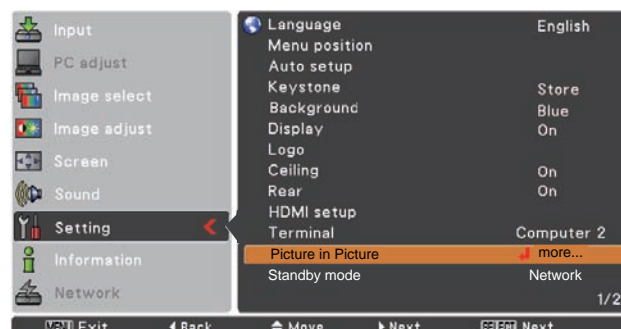 Input
PC adjust
Image select
Image adjust
Screen
Sound
Setting
Information
Network
Language English
Menu position
Auto setup
Keystone Store
Background Blue
Display On
Logo
Ceiling On
Rear On
HDMI setup
Terminal Computer 2
Picture in Picture more...
Standby mode Network
1/2
MENU Exit Back Move Next SELECT Next